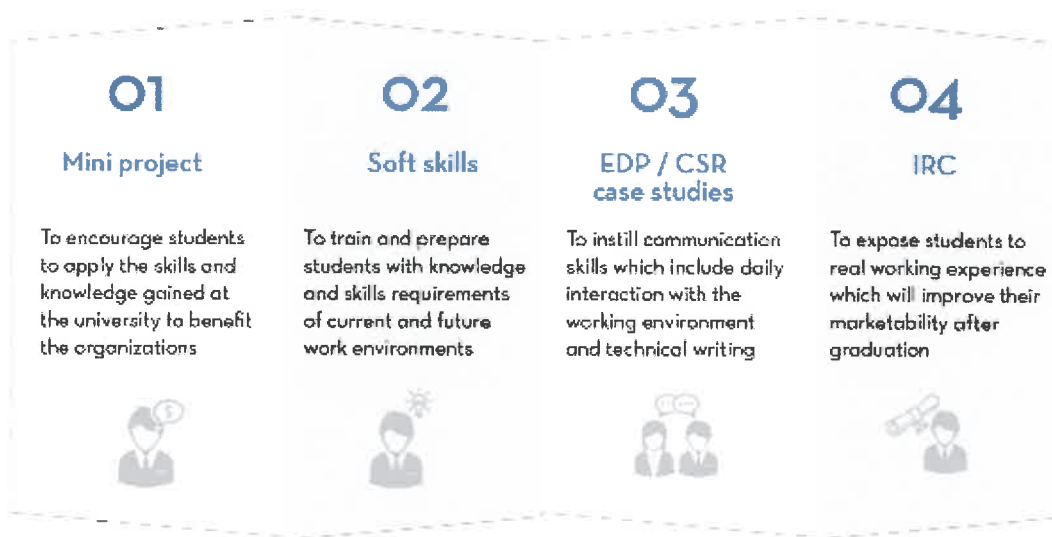 01
Mini project
To encourage students
to apply the skills and
knowledge gained at
the university to benefit
the organizations
$
02
Soft skills
To train and prepare
students with knowledge
and skills requirements
of current and future
work environments
03
EDP / CSR
case studies
To instill communication
skills which include daily
interaction with the
working environment
and technical writing
04
IRC
To expose students to
real working experience
which will improve their
marketability after
graduation